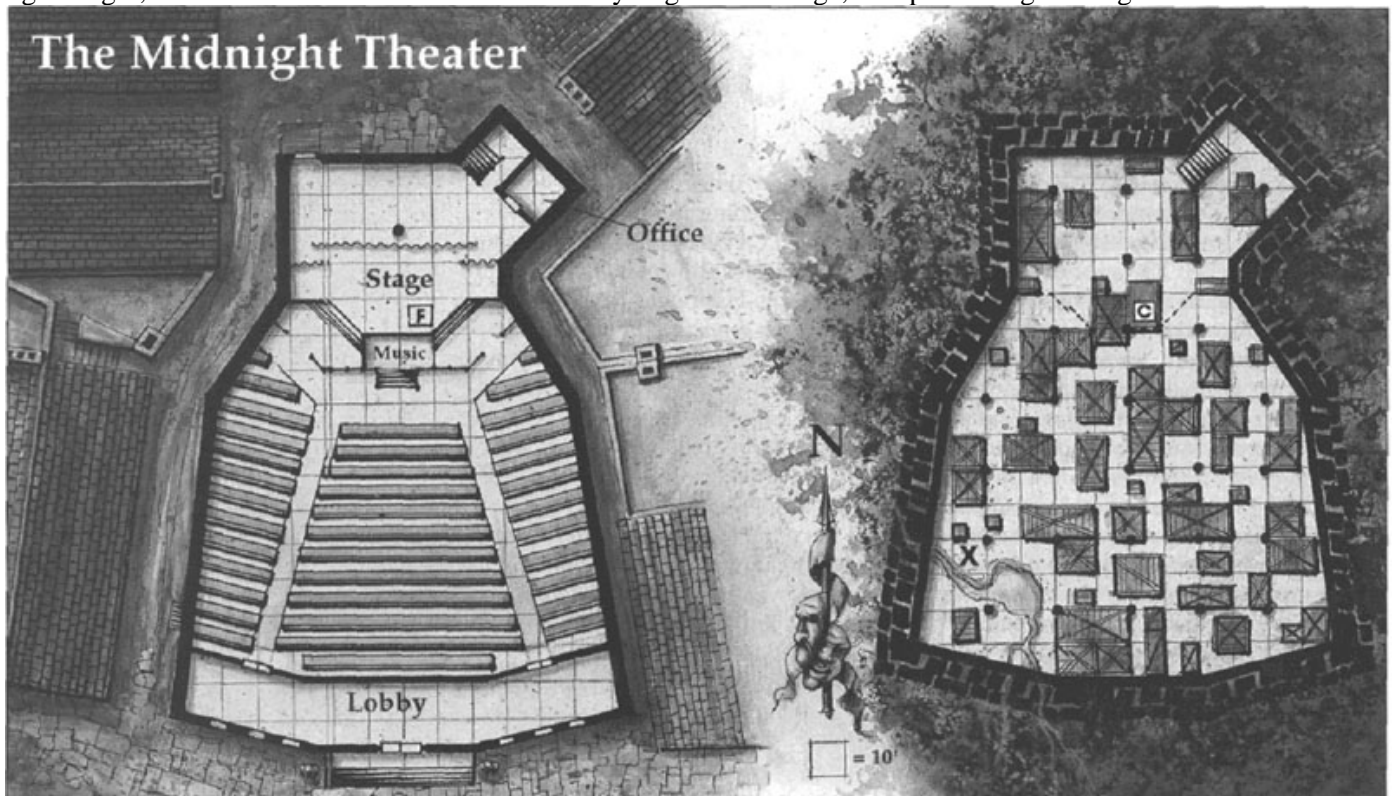 The Midnight Theater
Office
Stage
F
Music
C
N
X
Lobby
= 10'